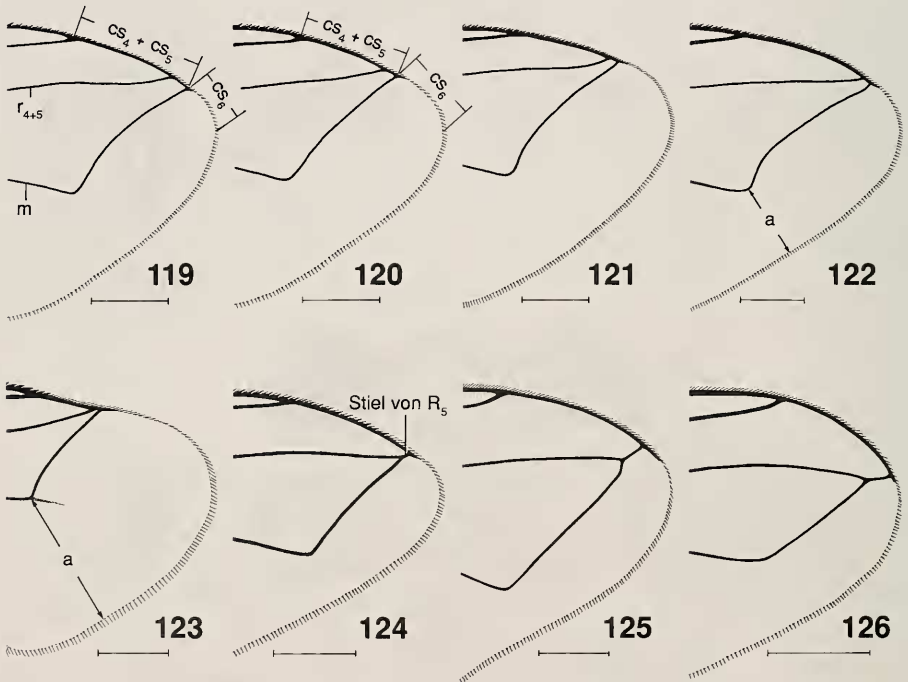 cs₄ + cs₅
cs₆
r₄₊₅
m
119
cs₄ + cs₅
cs₆
120
121
a
122
a
123
Stiel von R₅
124
125
126